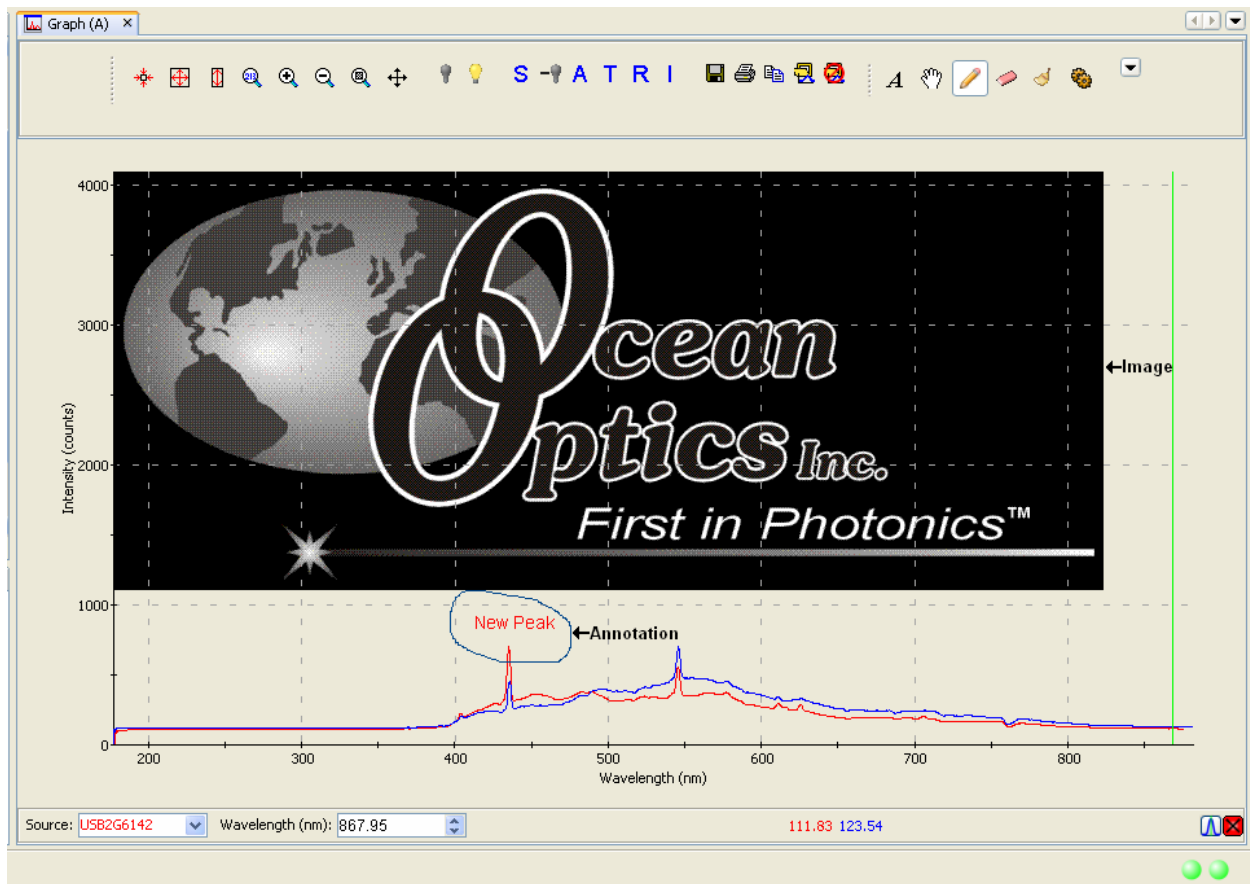 Graph (A)
S A T R I
A
4000
3000
2000
1000
0
Intensity (counts)
Ocean
Optics Inc.
First in Photonics™
←Image
New Peak
←Annotation
200 300 400 500 600 700 800
Wavelength (nm)
Source: USB2G6142 Wavelength (nm): 867.95 111.83 123.54